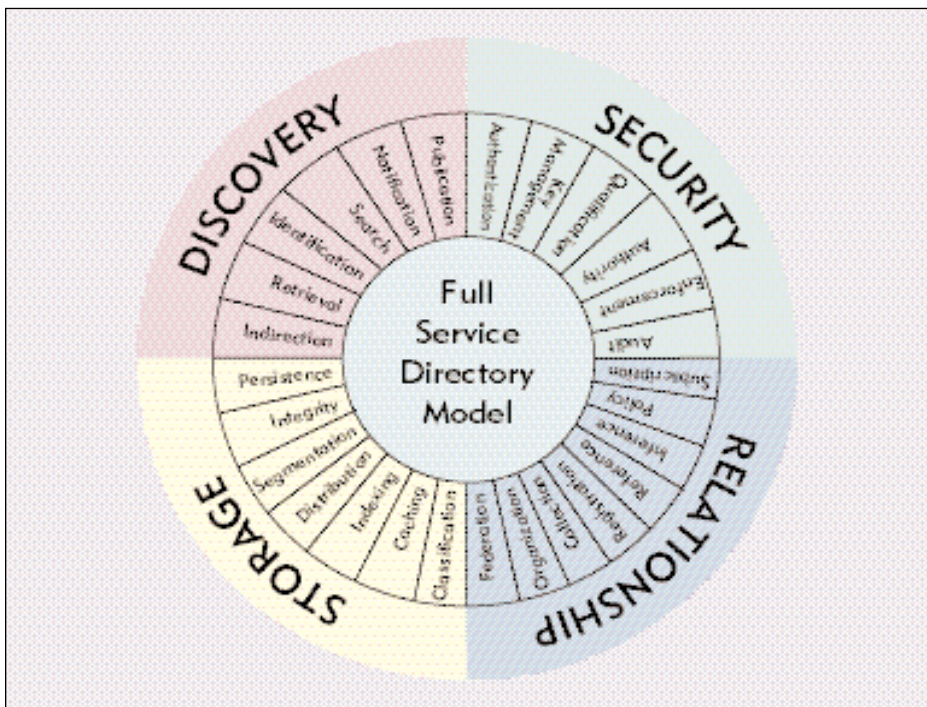 Full
Service
Directory
Model
DISCOVERY
Indirection
Retrieval
Identification
Search
Notification
Publication
SECURITY
Authentication
Key
Management
Qualification
Authority
Enforcement
Audit
RELATIONSHIP
Subscription
Policy
Inference
Reference
Registration
Collection
Organization
Federation
STORAGE
Classification
Caching
Indexing
Distribution
Segmentation
Integrity
Persistence